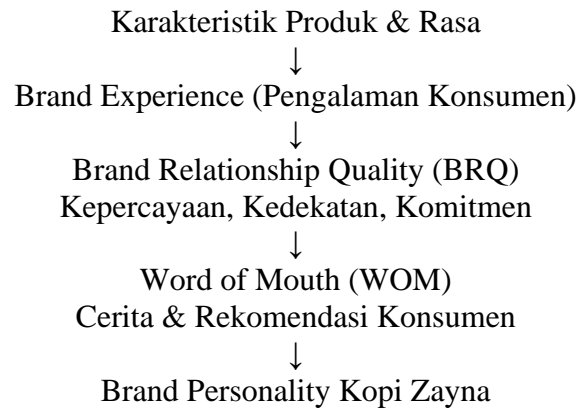 Karakteristik Produk & Rasa
↓
Brand Experience (Pengalaman Konsumen)
↓
Brand Relationship Quality (BRQ)
Kepercayaan, Kedekatan, Komitmen
↓
Word of Mouth (WOM)
Cerita & Rekomendasi Konsumen
↓
Brand Personality Kopi Zayna